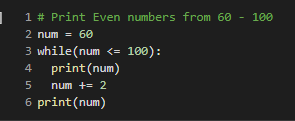 1 # Print Even numbers from 60 - 100
2 num = 60
3 while(num <= 100):
4   print(num)
5   num += 2
6 print(num)